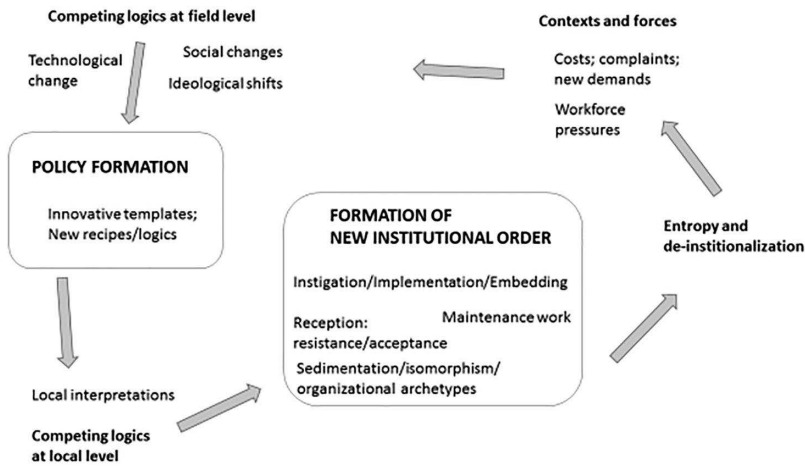 Competing logics at field level
Technological
change
Social changes
Ideological shifts
Contexts and forces
Costs; complaints;
new demands
Workforce
pressures
POLICY FORMATION
Innovative templates;
New recipes/logics
FORMATION OF
NEW INSTITUTIONAL ORDER
Instigation/Implementation/Embedding
Maintenance work
Reception:
resistance/acceptance
Sedimentation/isomorphism/
organizational archetypes
Entropy and
de-institionalization
Local interpretations
Competing logics
at local level